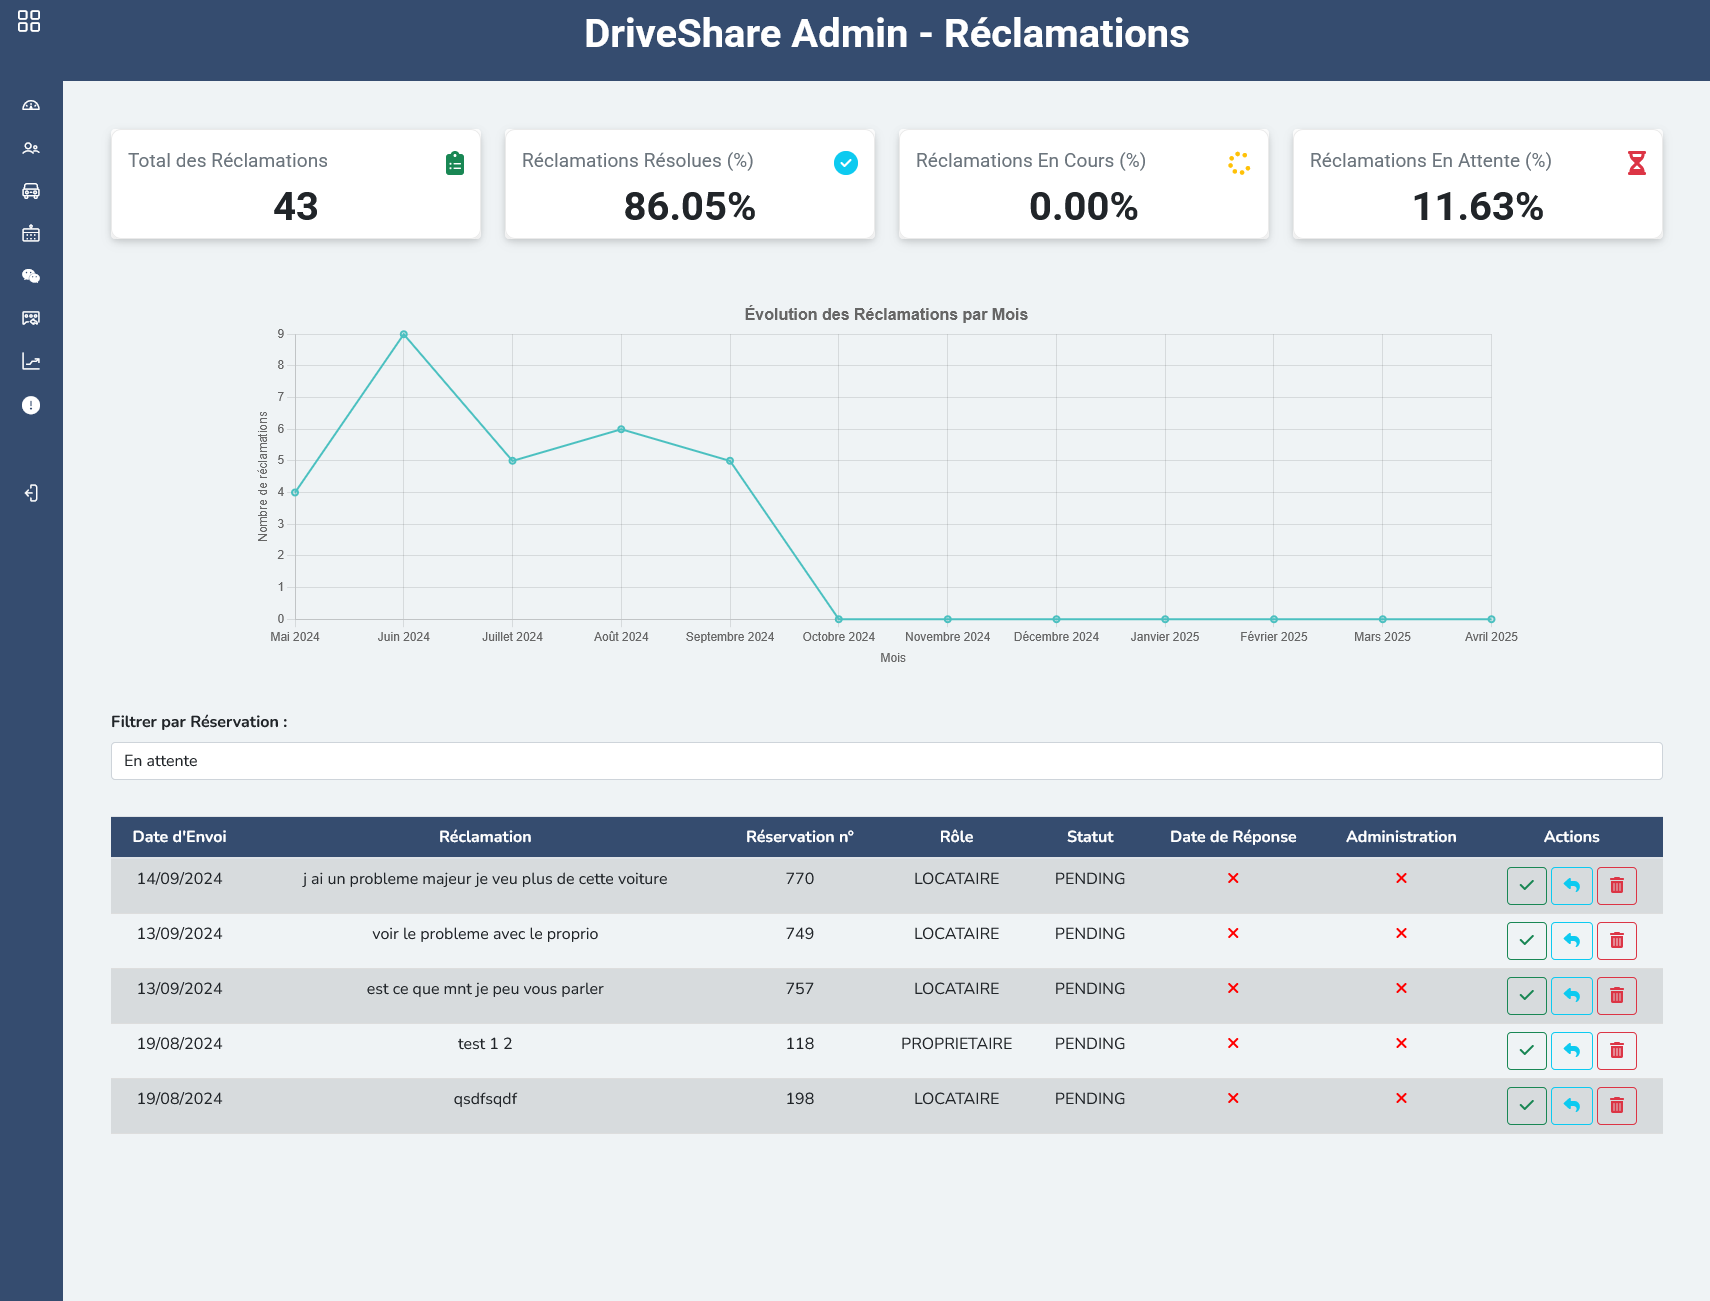 DriveShare Admin - Réclamations
Total des Réclamations
43
Réclamations Résolues (%)
86.05%
Réclamations En Cours (%)
0.00%
Réclamations En Attente (%)
11.63%
Évolution des Réclamations par Mois
Nombre de réclamations
9
8
7
6
5
4
3
2
1
0
Mai 2024 Juin 2024 Juillet 2024 Août 2024 Septembre 2024 Octobre 2024 Novembre 2024 Décembre 2024 Janvier 2025 Février 2025 Mars 2025 Avril 2025
Mois
Filtrer par Réservation :
En attente
Date d'Envoi Réclamation Réservation n° Rôle Statut Date de Réponse Administration Actions
14/09/2024 j ai un probleme majeur je veu plus de cette voiture 770 LOCATAIRE PENDING
13/09/2024 voir le probleme avec le proprio 749 LOCATAIRE PENDING
13/09/2024 est ce que mnt je peu vous parler 757 LOCATAIRE PENDING
19/08/2024 test 1 2 118 PROPRIETAIRE PENDING
19/08/2024 qsdfsqdf 198 LOCATAIRE PENDING